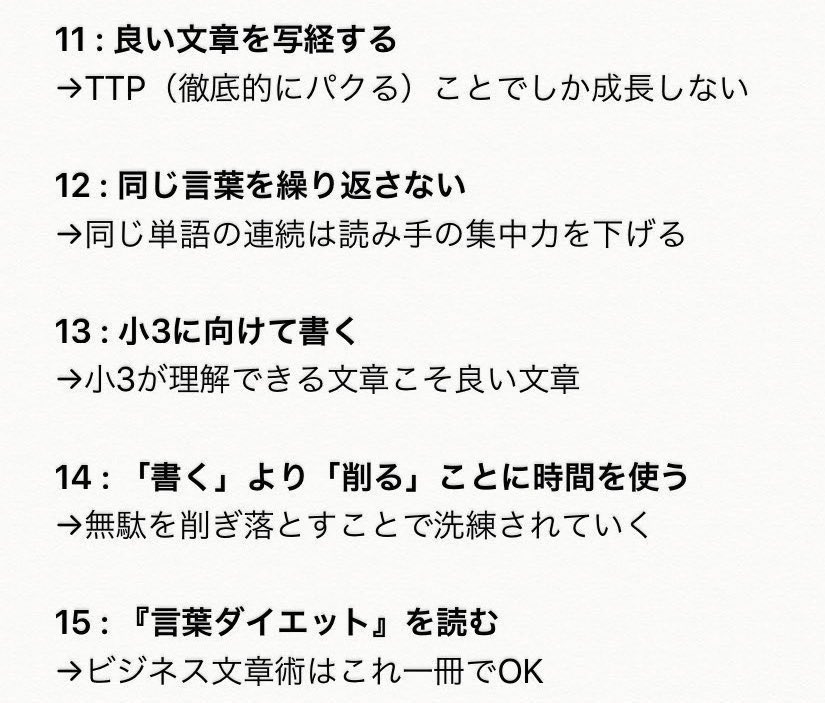 11 : 良い文章を写経する
→TTP（徹底的にパクる）ことでしか成長しない
12 : 同じ言葉を繰り返さない
→同じ単語の連続は読み手の集中力を下げる
13 : 小3に向けて書く
→小3が理解できる文章こそ良い文章
14 : 「書く」より「削る」ことに時間を使う
→無駄を削ぎ落とすことで洗練されていく
15 : 『言葉ダイエット』を読む
→ビジネス文章術はこれ一冊でOK